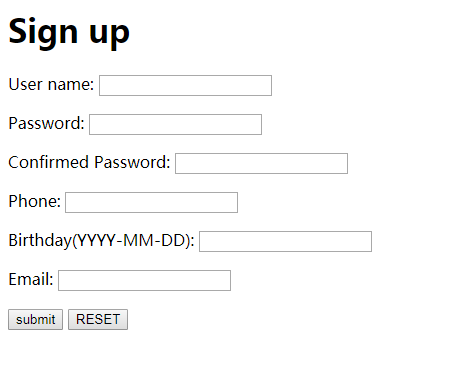 Sign up
User name:
Password:
Confirmed Password:
Phone:
Birthday(YYYY-MM-DD):
Email:
submit RESET